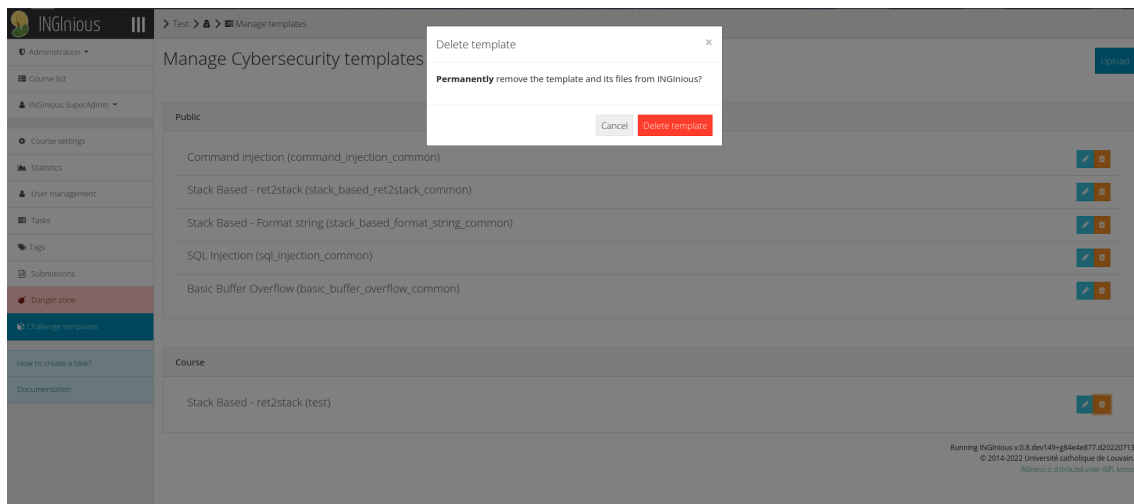 INGInious
> Test > > Manage templates
Administration
Course list
INGInious SuperAdmin
Course settings
Statistics
User management
Tasks
Tags
Submissions
Danger zone
Challenge templates
How to create a task?
Documentation
Manage Cybersecurity templates
Upload
Delete template ×
Permanently remove the template and its files from INGInious?
Cancel Delete template
Public
Command injection (command_injection_common)
Stack Based - ret2stack (stack_based_ret2stack_common)
Stack Based - Format string (stack_based_format_string_common)
SQL Injection (sql_injection_common)
Basic Buffer Overflow (basic_buffer_overflow_common)
Course
Stack Based - ret2stack (test)
Running INGInious v.0.8.dev149+g84e4e877.d20220713
© 2014-2022 Université catholique de Louvain.
INGInious is distributed under AGPL license